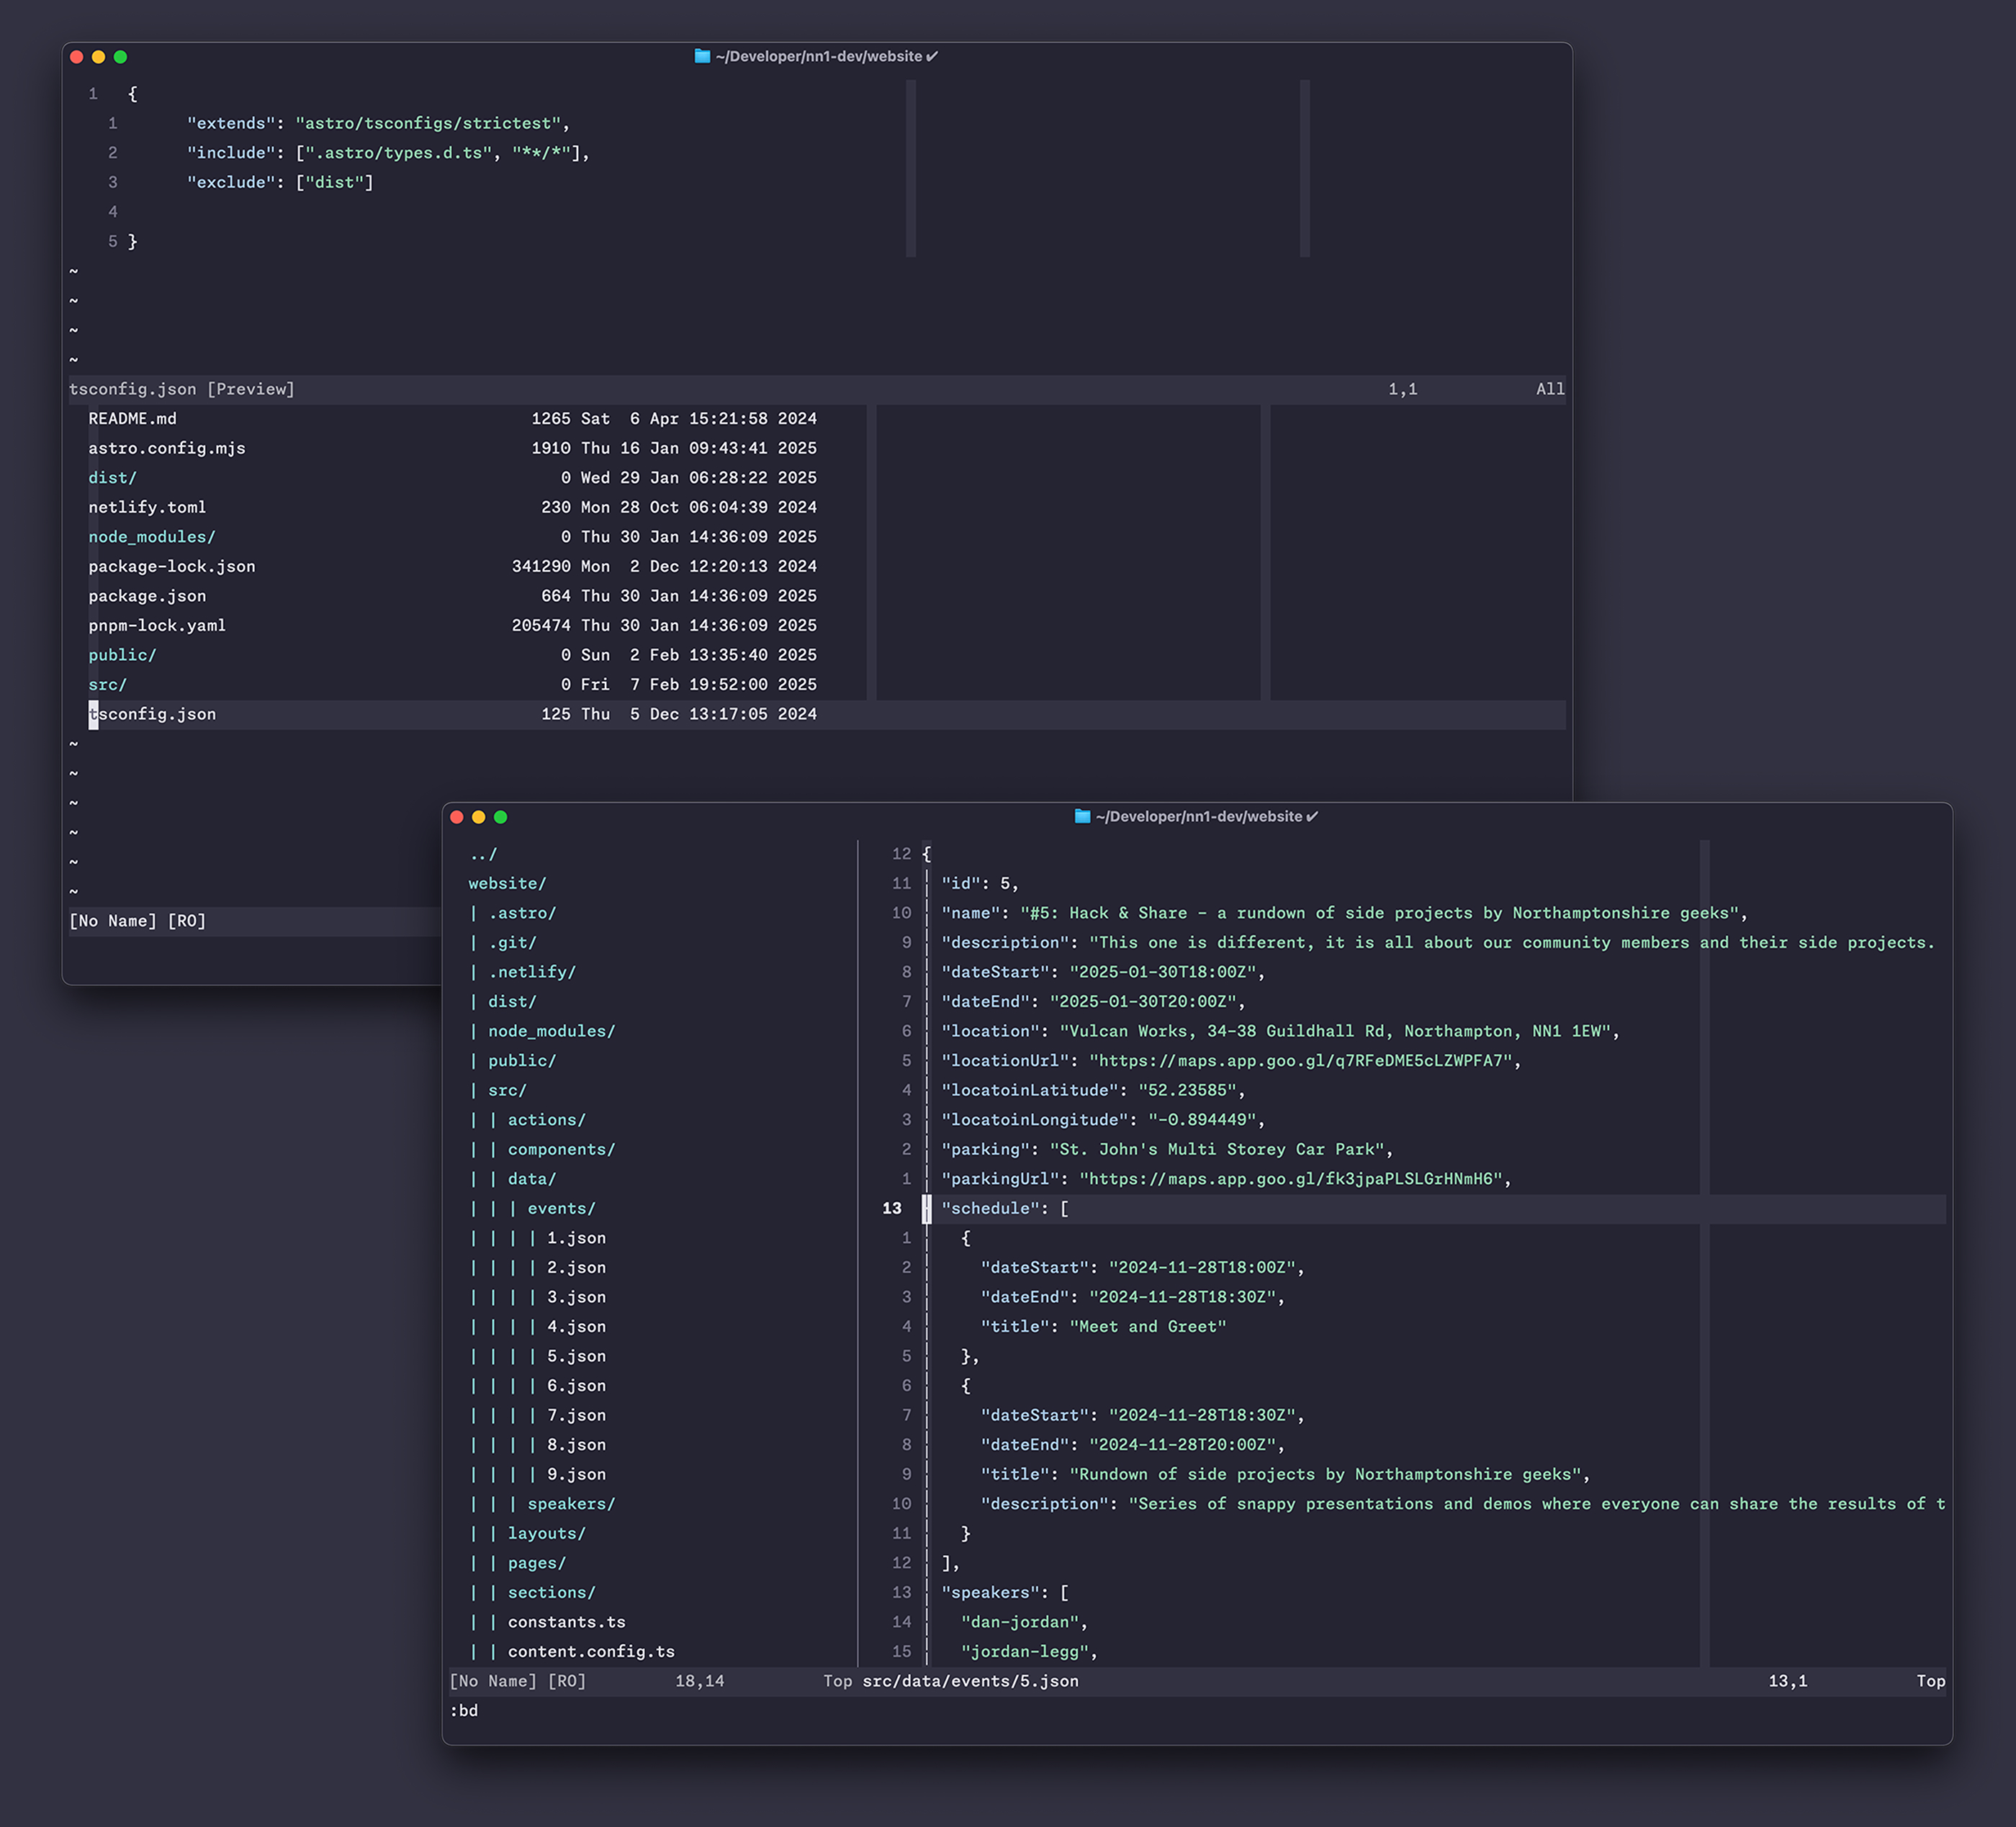 ~/Developer/nn1-dev/website ✔
1 {
1 "extends": "astro/tsconfigs/strictest",
2 "include": [".astro/types.d.ts", "**/*"],
3 "exclude": ["dist"]
4
5 }
~
~
~
~
tsconfig.json [Preview] 1,1 All
README.md 1265 Sat 6 Apr 15:21:58 2024
astro.config.mjs 1910 Thu 16 Jan 09:43:41 2025
dist/ 0 Wed 29 Jan 06:28:22 2025
netlify.toml 230 Mon 28 Oct 06:04:39 2024
node_modules/ 0 Thu 30 Jan 14:36:09 2025
package-lock.json 341290 Mon 2 Dec 12:20:13 2024
package.json 664 Thu 30 Jan 14:36:09 2025
pnpm-lock.yaml 205474 Thu 30 Jan 14:36:09 2025
public/ 0 Sun 2 Feb 13:35:40 2025
src/ 0 Fri 7 Feb 19:52:00 2025
tsconfig.json 125 Thu 5 Dec 13:17:05 2024
~
~
~
~
~
~
[No Name] [RO]
~/Developer/nn1-dev/website ✔
../
website/
| .astro/
| .git/
| .netlify/
| dist/
| node_modules/
| public/
| src/
| | actions/
| | components/
| | data/
| | | events/
| | | | 1.json
| | | | 2.json
| | | | 3.json
| | | | 4.json
| | | | 5.json
| | | | 6.json
| | | | 7.json
| | | | 8.json
| | | | 9.json
| | | speakers/
| | layouts/
| | pages/
| | sections/
| | constants.ts
| | content.config.ts
[No Name] [RO] 18,14 Top
12 {
11 "id": 5,
10 "name": "#5: Hack & Share - a rundown of side projects by Northamptonshire geeks",
9 "description": "This one is different, it is all about our community members and their side projects.
8 "dateStart": "2025-01-30T18:00Z",
7 "dateEnd": "2025-01-30T20:00Z",
6 "location": "Vulcan Works, 34-38 Guildhall Rd, Northampton, NN1 1EW",
5 "locationUrl": "https://maps.app.goo.gl/q7RFeDME5cLZWPFA7",
4 "locatoinLatitude": "52.23585",
3 "locatoinLongitude": "-0.894449",
2 "parking": "St. John's Multi Storey Car Park",
1 "parkingUrl": "https://maps.app.goo.gl/fk3jpaPLSLGrHNmH6",
13 "schedule": [
1 {
2 "dateStart": "2024-11-28T18:00Z",
3 "dateEnd": "2024-11-28T18:30Z",
4 "title": "Meet and Greet"
5 },
6 {
7 "dateStart": "2024-11-28T18:30Z",
8 "dateEnd": "2024-11-28T20:00Z",
9 "title": "Rundown of side projects by Northamptonshire geeks",
10 "description": "Series of snappy presentations and demos where everyone can share the results of t
11 }
12 ],
13 "speakers": [
14 "dan-jordan",
15 "jordan-legg",
src/data/events/5.json 13,1 Top
:bd